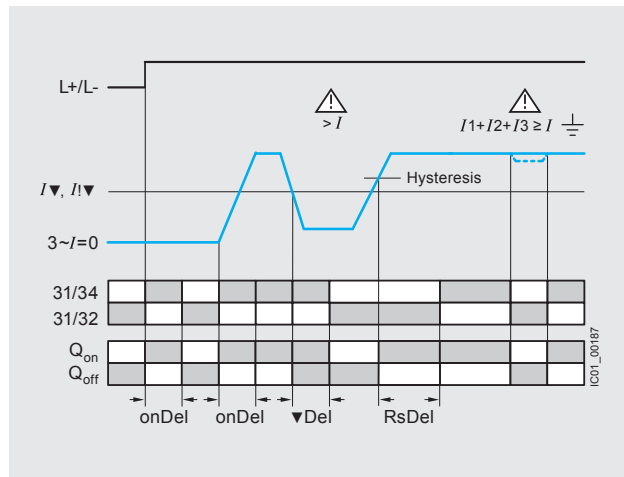 L+/L-
> I
I1+I2+I3 ≥ I
I▼, I!▼
Hysteresis
3~I=0
31/34
31/32
Qon
Qoff
IC01_00187
onDel
onDel
▼Del
RsDel